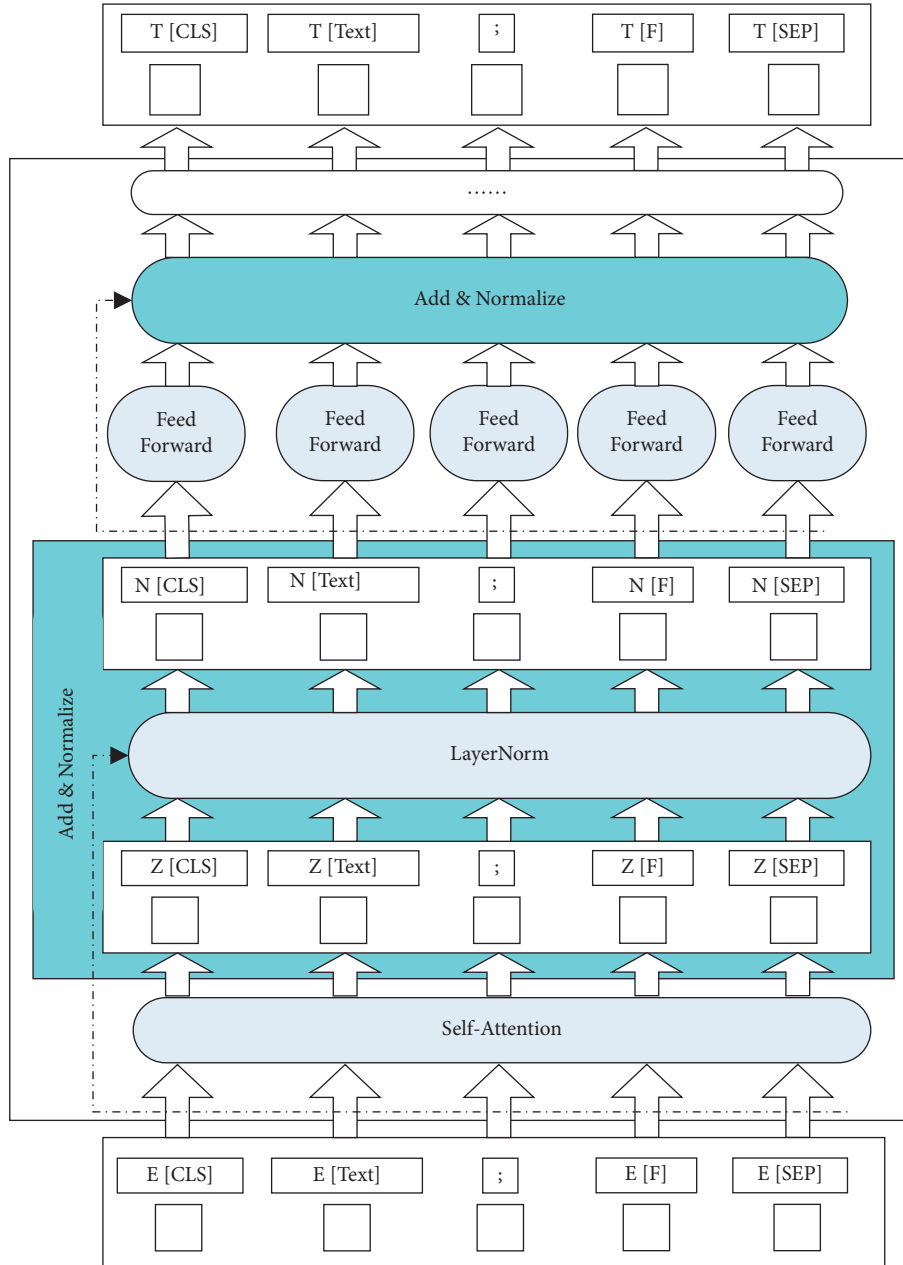 T [CLS] T [Text] ; T [F] T [SEP]
......
Add & Normalize
Feed Forward Feed Forward Feed Forward Feed Forward Feed Forward
N [CLS] N [Text] ; N [F] N [SEP]
Add & Normalize
LayerNorm
Z [CLS] Z [Text] ; Z [F] Z [SEP]
Self-Attention
E [CLS] E [Text] ; E [F] E [SEP]